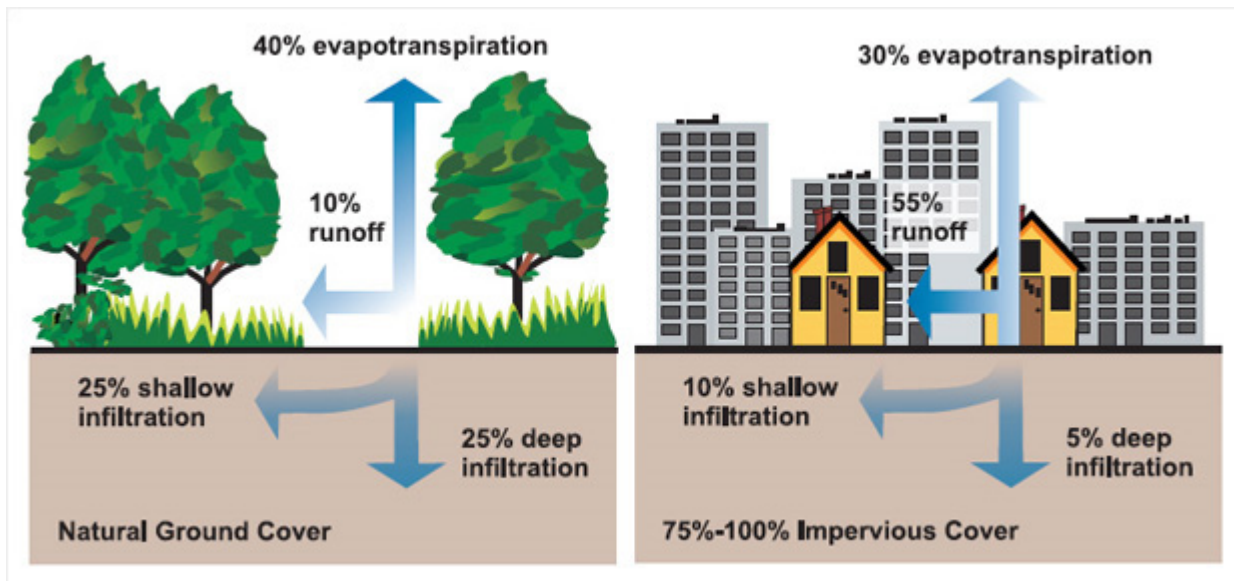 40% evapotranspiration
10%
runoff
25% shallow
infiltration
25% deep
infiltration
Natural Ground Cover
30% evapotranspiration
55%
runoff
10% shallow
infiltration
5% deep
infiltration
75%-100% Impervious Cover